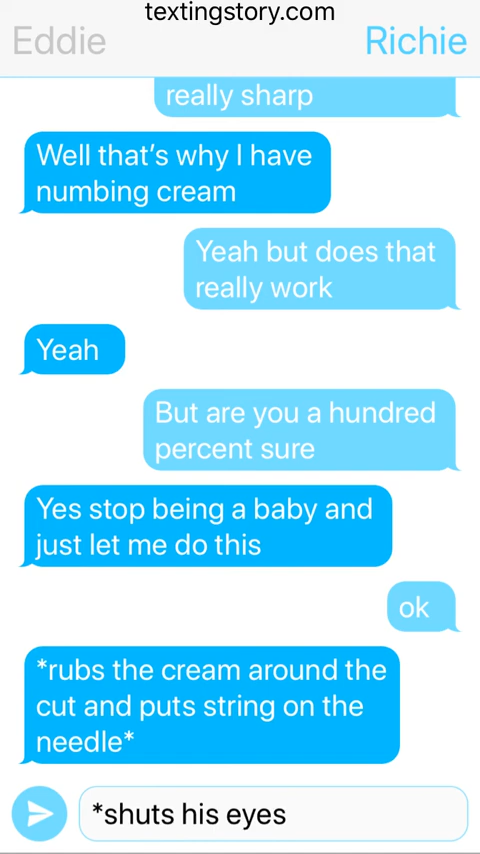 textingstory.com
Eddie
Richie
really sharp
Well that’s why I have
numbing cream
Yeah but does that
really work
Yeah
But are you a hundred
percent sure
Yes stop being a baby and
just let me do this
ok
*rubs the cream around the
cut and puts string on the
needle*
*shuts his eyes